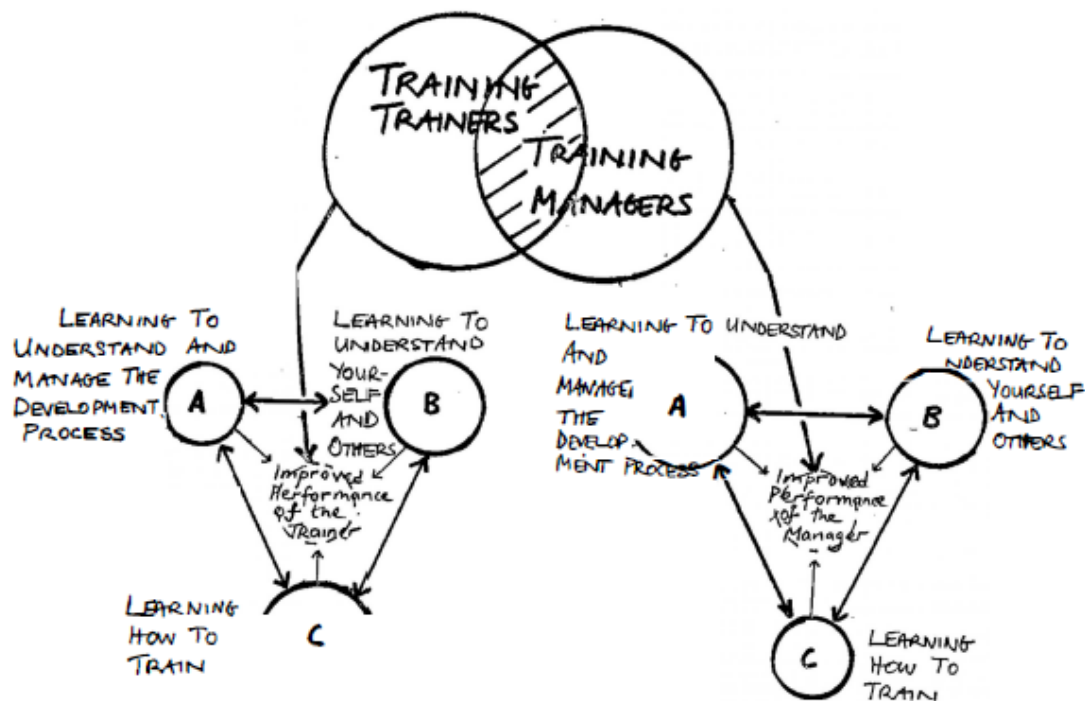 TRAINING
TRAINERS
TRAINING
MANAGERS
LEARNING TO
UNDERSTAND AND
MANAGE THE
DEVELOPMENT
PROCESS
A
LEARNING TO
UNDERSTAND
YOUR-
SELF
AND
OTHERS
B
Improved
Performance
of the
Trainer
LEARNING
HOW TO
TRAIN
C
LEARNING TO UNDERSTAND
AND
MANAGE
THE
DEVELOP-
MENT PROCESS
A
LEARNING TO
NDERSTAND
YOURSELF
AND
OTHERS
B
Improved
Performance
of the
Manager
C
LEARNING
HOW TO
TRAIN